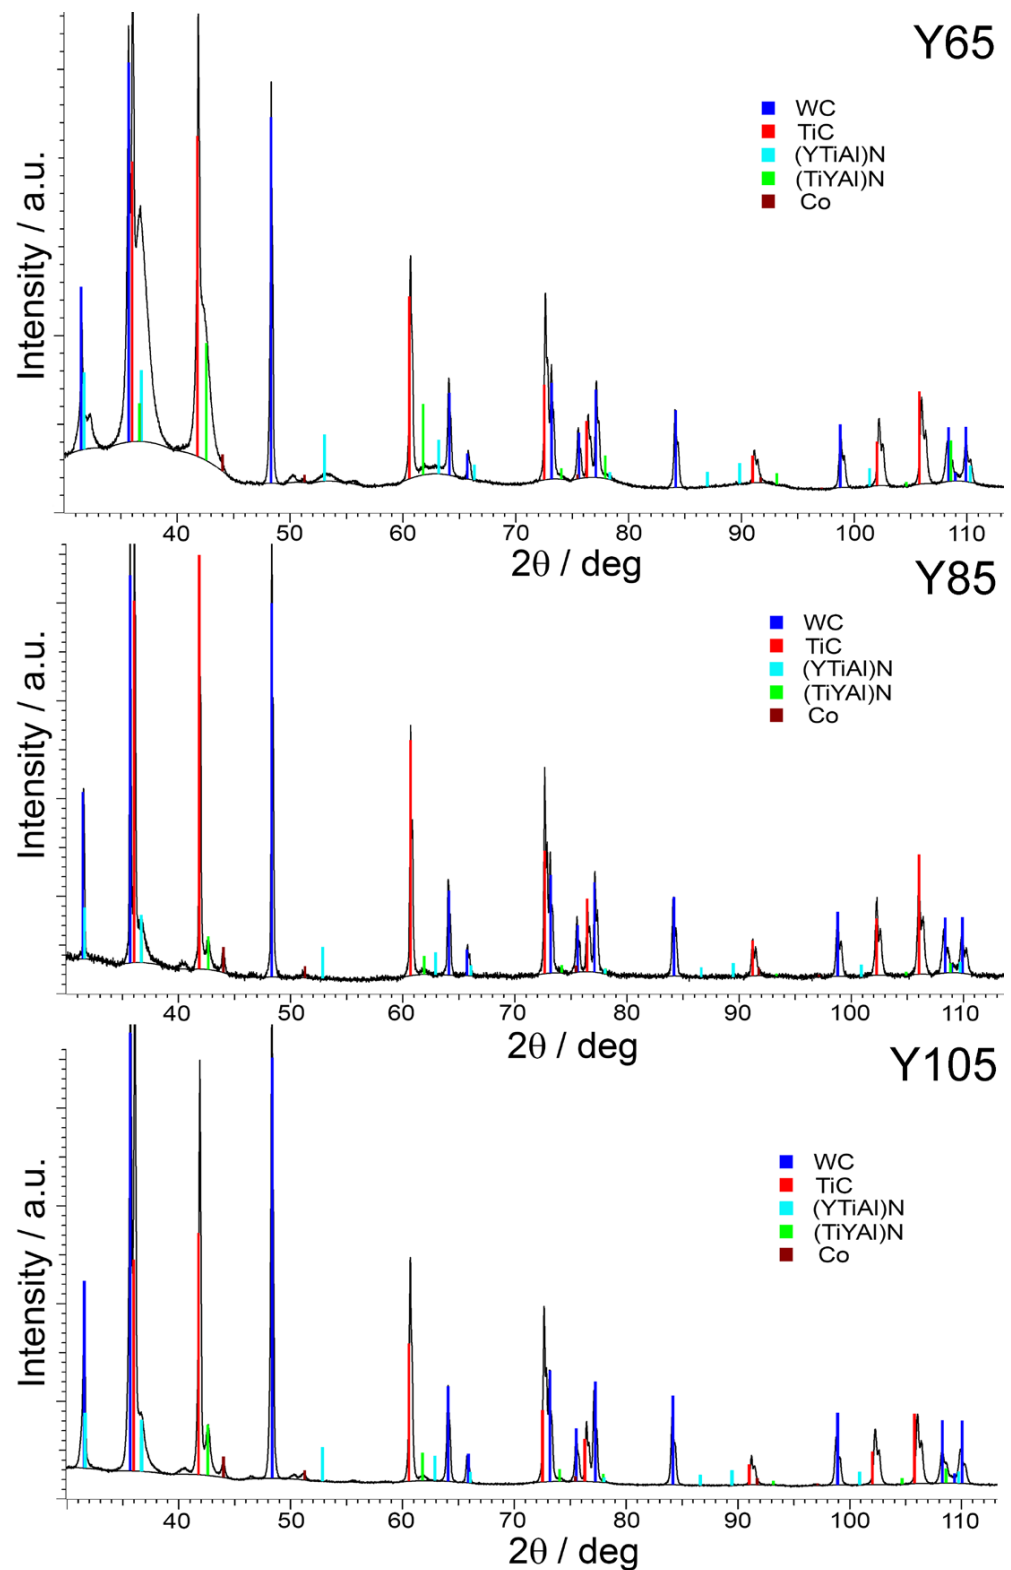 Y65
WC
TiC
(YTiAl)N
(TiYAl)N
Co
Intensity / a.u.
40 50 60 70 80 90 100 110
2θ / deg
Y85
WC
TiC
(YTiAl)N
(TiYAl)N
Co
Intensity / a.u.
40 50 60 70 80 90 100 110
2θ / deg
Y105
WC
TiC
(YTiAl)N
(TiYAl)N
Co
Intensity / a.u.
40 50 60 70 80 90 100 110
2θ / deg